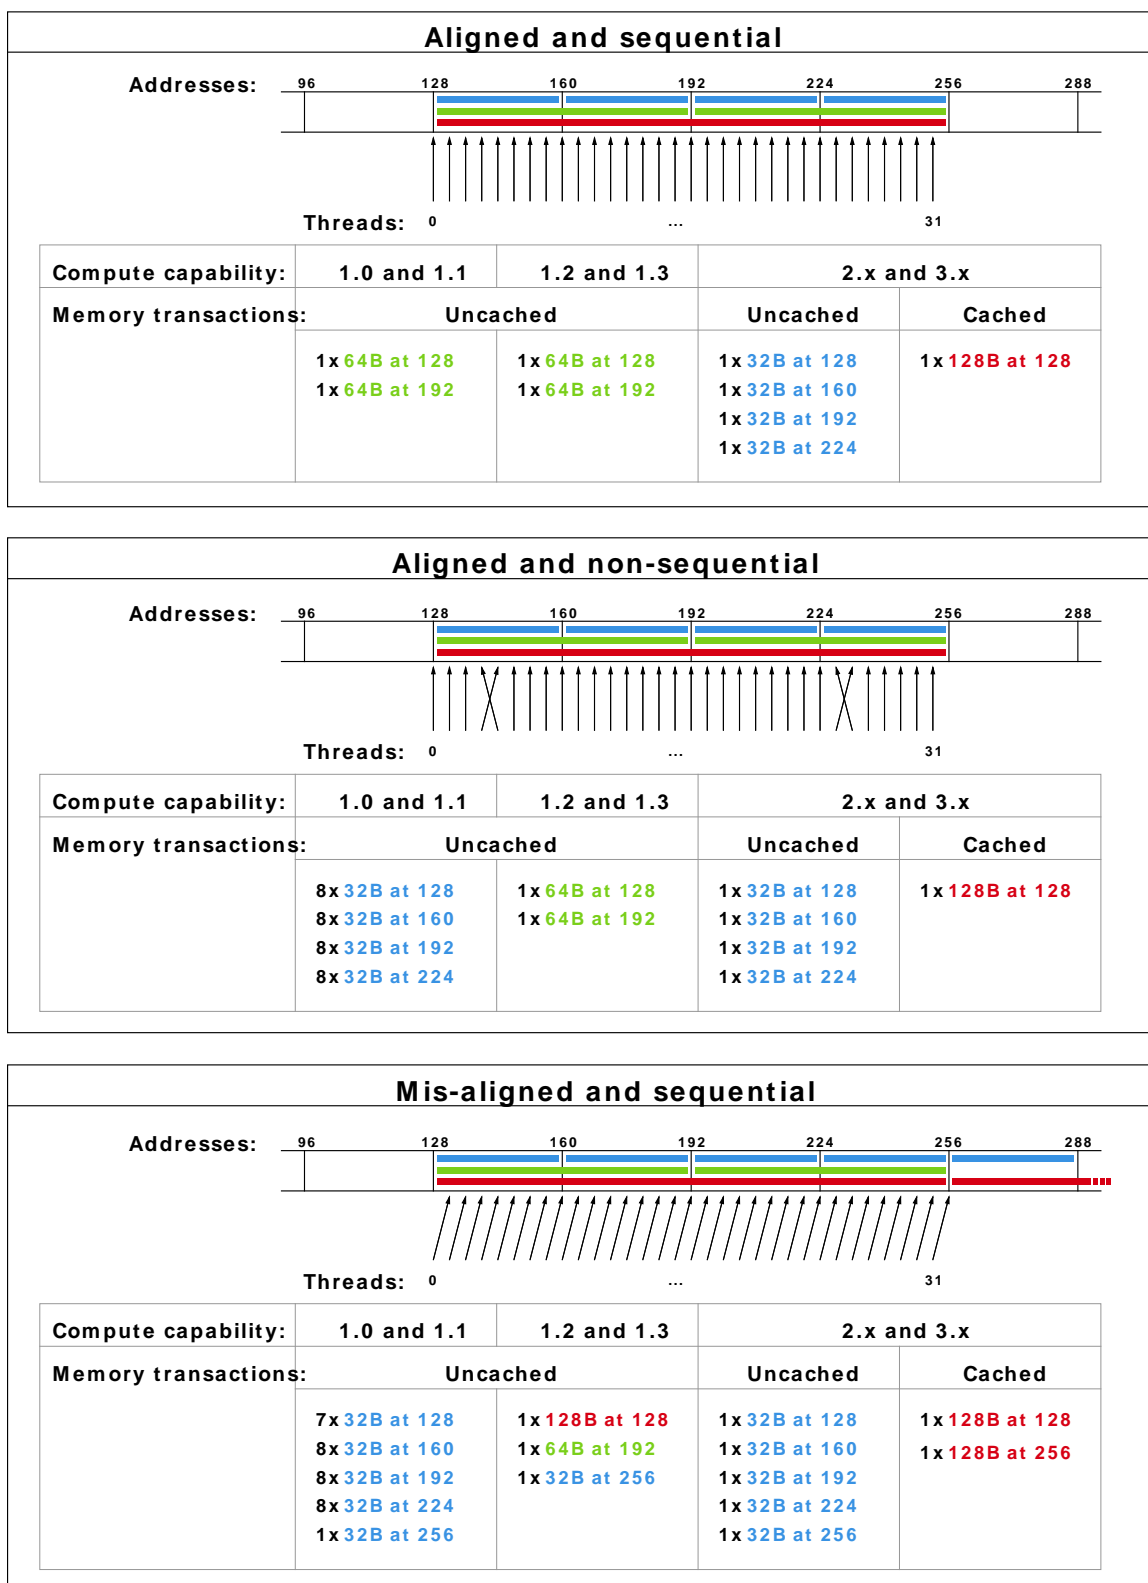 Aligned and sequential
Addresses: 96 128 160 192 224 256 288
Threads: 0 ... 31
Compute capability: 1.0 and 1.1 1.2 and 1.3 2.x and 3.x
Memory transactions: Uncached Uncached Cached
1x 64B at 128 1x 64B at 128 1x 32B at 128 1x 128B at 128
1x 64B at 192 1x 64B at 192 1x 32B at 160
1x 32B at 192
1x 32B at 224
Aligned and non-sequential
Addresses: 96 128 160 192 224 256 288
Threads: 0 ... 31
Compute capability: 1.0 and 1.1 1.2 and 1.3 2.x and 3.x
Memory transactions: Uncached Uncached Cached
8x 32B at 128 1x 64B at 128 1x 32B at 128 1x 128B at 128
8x 32B at 160 1x 64B at 192 1x 32B at 160
8x 32B at 192 1x 32B at 192
8x 32B at 224 1x 32B at 224
Mis-aligned and sequential
Addresses: 96 128 160 192 224 256 288
Threads: 0 ... 31
Compute capability: 1.0 and 1.1 1.2 and 1.3 2.x and 3.x
Memory transactions: Uncached Uncached Cached
7x 32B at 128 1x 128B at 128 1x 32B at 128 1x 128B at 128
8x 32B at 160 1x 64B at 192 1x 32B at 160 1x 128B at 256
8x 32B at 192 1x 32B at 256 1x 32B at 192
8x 32B at 224 1x 32B at 224
1x 32B at 256 1x 32B at 256